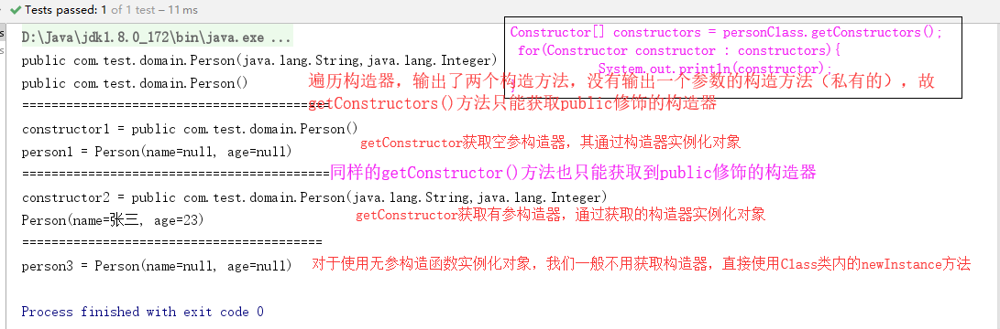 Tests passed: 1 of 1 test – 11 ms
D:\Java\jdk1.8.0_172\bin\java.exe ...
Constructor[] constructors = personClass.getConstructors();
for(Constructor constructor : constructors){
System.out.println(constructor);
}
public com.test.domain.Person(java.lang.String,java.lang.Integer)
public com.test.domain.Person()
遍历构造器，输出了两个构造方法，没有输出一个参数的构造方法（私有的），故
getConstructors()方法只能获取public修饰的构造器
========================================
constructor1 = public com.test.domain.Person()
getConstructor获取空参构造器，其通过构造器实例化对象
person1 = Person(name=null, age=null)
========================================同样的getConstructor()方法也只能获取到public修饰的构造器
constructor2 = public com.test.domain.Person(java.lang.String,java.lang.Integer)
getConstructor获取有参构造器，通过获取的构造器实例化对象
Person(name=张三, age=23)
=======================================
person3 = Person(name=null, age=null) 对于使用无参构造函数实例化对象，我们一般不用获取构造器，直接使用Class类内的newInstance方法
Process finished with exit code 0